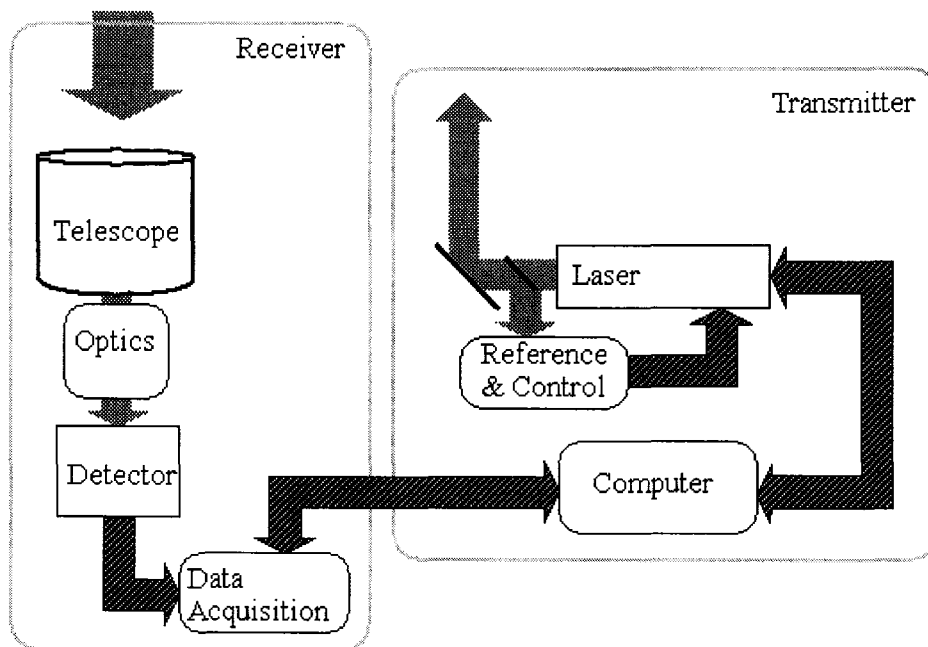 Receiver
Telescope
Optics
Detector
Data
Acquisition
Transmitter
Laser
Reference
& Control
Computer